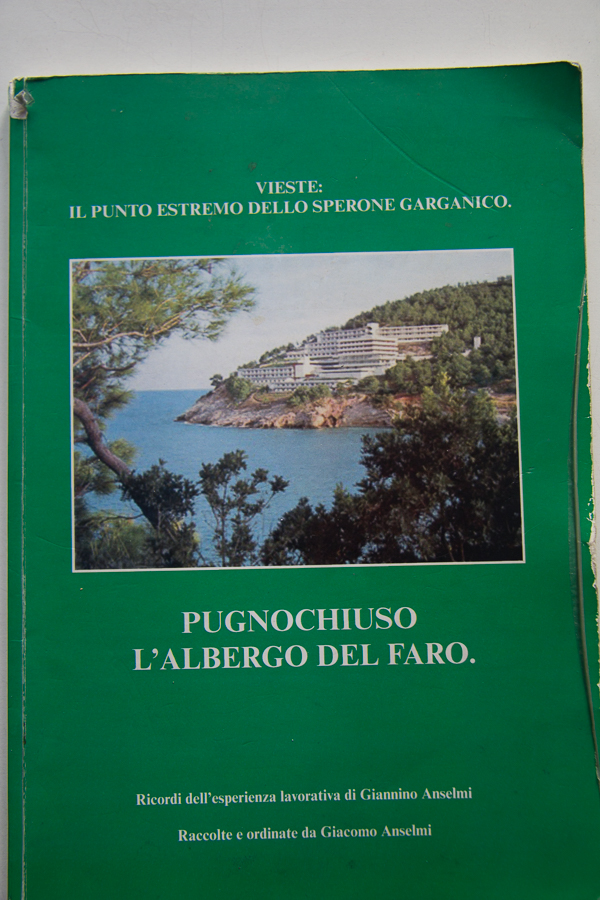 VIESTE:
IL PUNTO ESTREMO DELLO SPERONE GARGANICO.
PUGNOCHIUSO
L'ALBERGO DEL FARO.
Ricordi dell'esperienza lavorativa di Giannino Anselmi
Raccolte e ordinate da Giacomo Anselmi